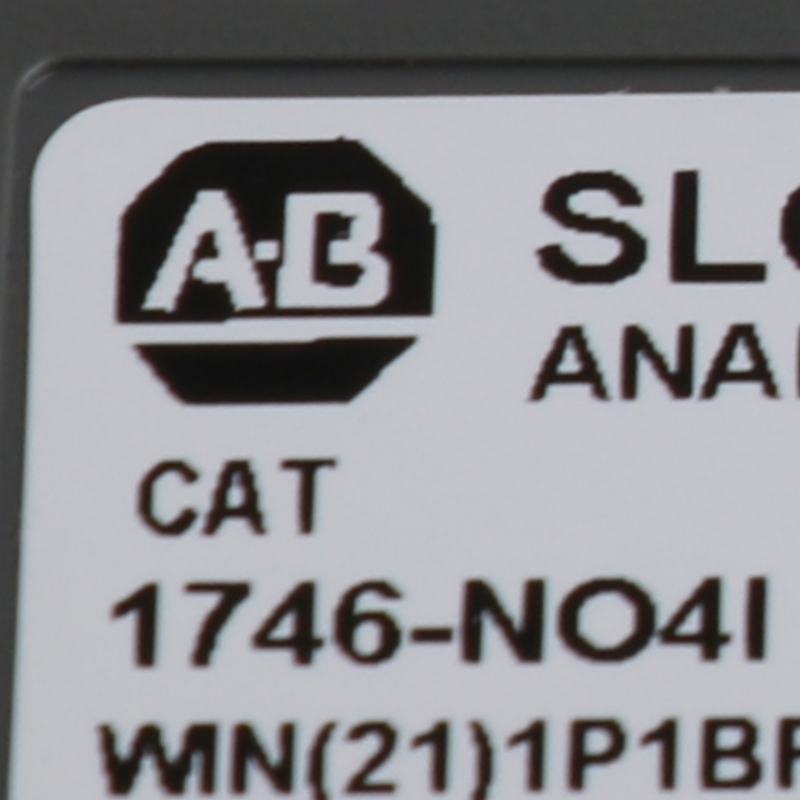 A-B
SL
ANA
CAT
1746-NO4I
WIN(21)1P1B